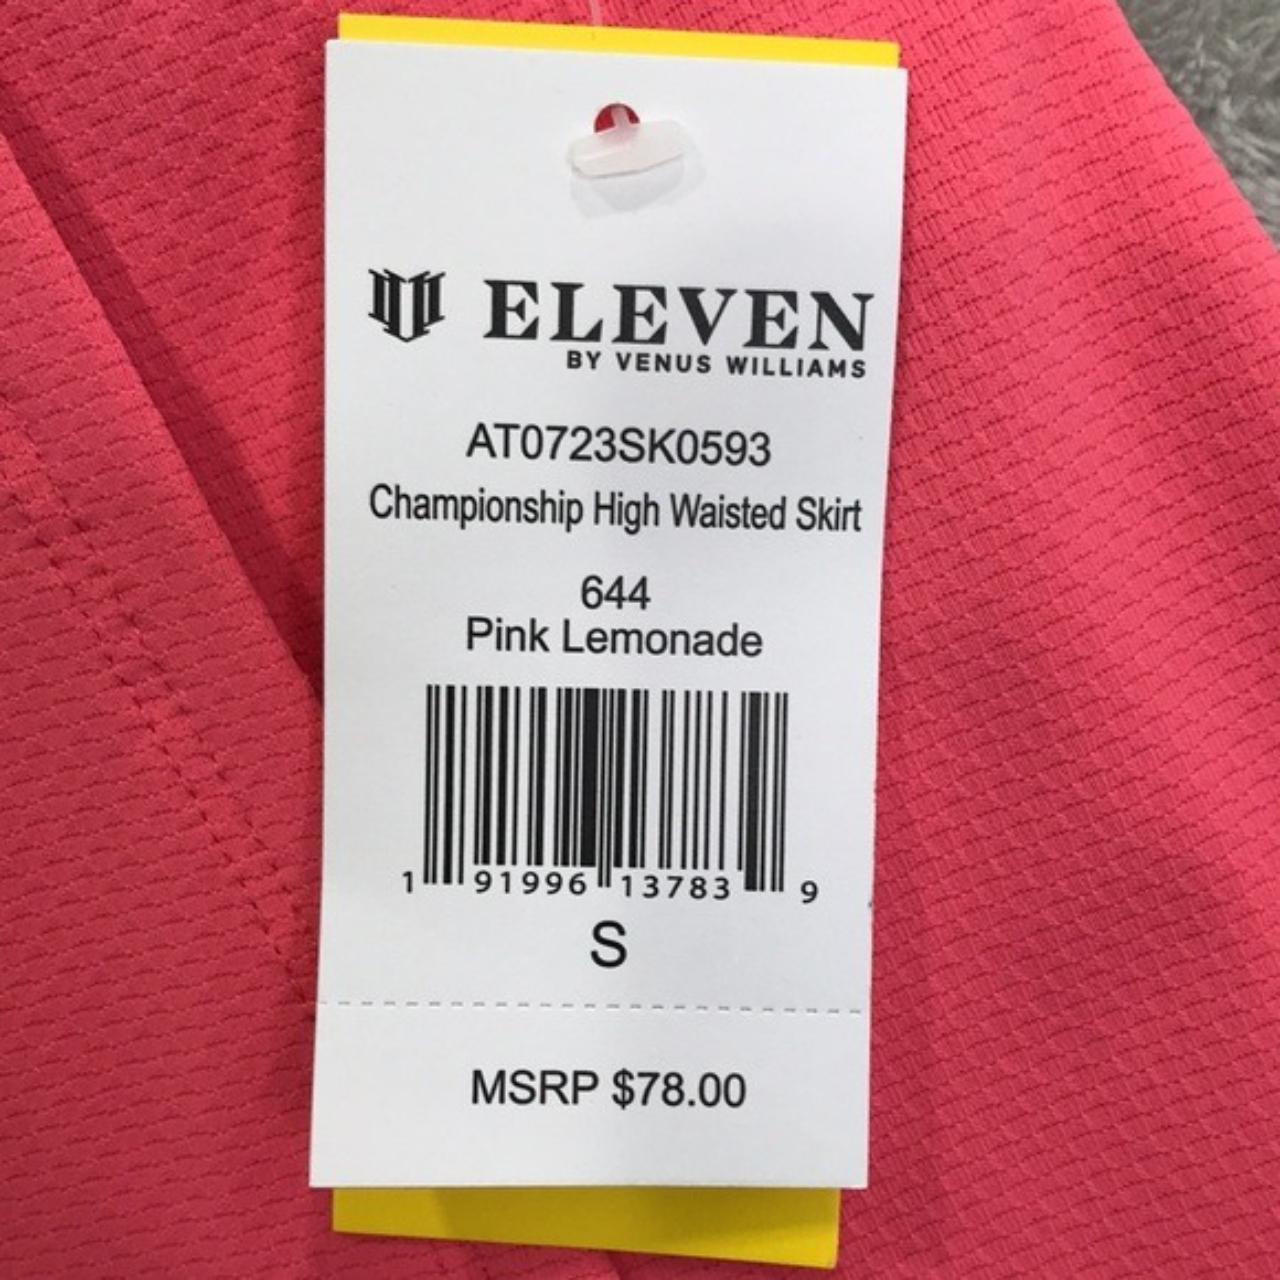 ELEVEN
BY VENUS WILLIAMS
AT0723SK0593
Championship High Waisted Skirt
644
Pink Lemonade
1 91996 13783 9
S
MSRP $78.00